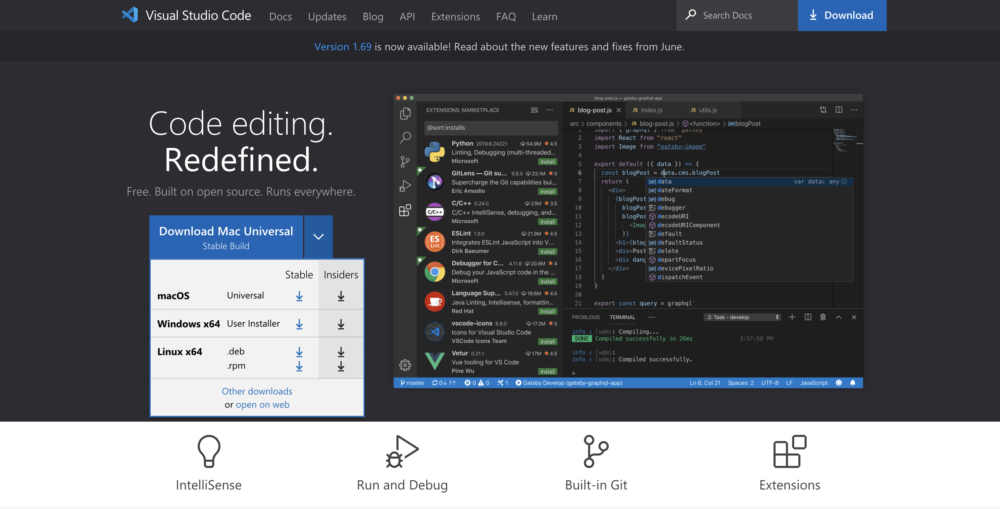 Visual Studio Code Docs Updates Blog API Extensions FAQ Learn Search Docs Download
Version 1.69 is now available! Read about the new features and fixes from June.
Code editing.
Redefined.
Free. Built on open source. Runs everywhere.
Download Mac Universal
Stable Build
Stable Insiders
macOS Universal
Windows x64 User Installer
Linux x64 .deb
.rpm
Other downloads
or open on web
blog-post.js — gatsby-graphql-app
EXTENSIONS: MARKETPLACE
@sort:installs
Python 2019.6.24221 54.9M 4.5
Linting, Debugging (multi-threaded...
Microsoft Install
GitLens — Git su... 9.8.5 23.1M 5
Supercharge the Git capabilities bui...
Eric Amodio Install
C/C++
C/C++ 0.24.0 23M 3.5
C/C++ IntelliSense, debugging, and...
Microsoft Install
ES
Lint
ESLint 1.9.0 21.9M 4.5
Integrates ESLint JavaScript into V...
Dirk Baeumer Install
Debugger for C... 4.11.6 20.6M 4
Debug your JavaScript code in the ...
Microsoft Install
Language Sup... 0.47.0 18.6M 4.5
Java Linting, Intellisense, formattin...
Red Hat Install
vscode-icons 8.8.0 17.2M 5
Icons for Visual Studio Code
VSCode Icons Team Install
Vetur 0.21.1 17M 4.5
Vue tooling for VS Code
Pine Wu Install
JS blog-post.js JS index.js JS utils.js
src > components > JS blog-post.js > <function> > blogPost
1 import { graphql } from "gatsby"
2 import React from "react"
3 import Image from "gatsby-image"
4
5 export default ({ data }) => {
6 const blogPost = data.cms.blogPost
7 return (
8 <div>
9 {blogPost
10 blogPos
11 blogPos
12 <Imag
13 )}
14 <h1>{blog
15 <div>Post
16 <div dang
17 </div>
18 )
19 }
20
21 export const query = graphql`
data var data: any
dateFormat
debug
debugger
decodeURI
decodeURIComponent
default
defaultStatus
delete
departFocus
devicePixelRatio
dispatchEvent
PROBLEMS TERMINAL ... 2: Task - develop
info i ｢wdm｣: Compiling...
DONE Compiled successfully in 26ms 3:57:58 PM
info i ｢wdm｣:
info i ｢wdm｣: Compiled successfully.
>
master 0↓ 1↑ 0 0 1 Gatsby Develop (gatsby-graphql-app) Ln 6, Col 21 Spaces: 2 UTF-8 LF JavaScript
IntelliSense Run and Debug Built-in Git Extensions